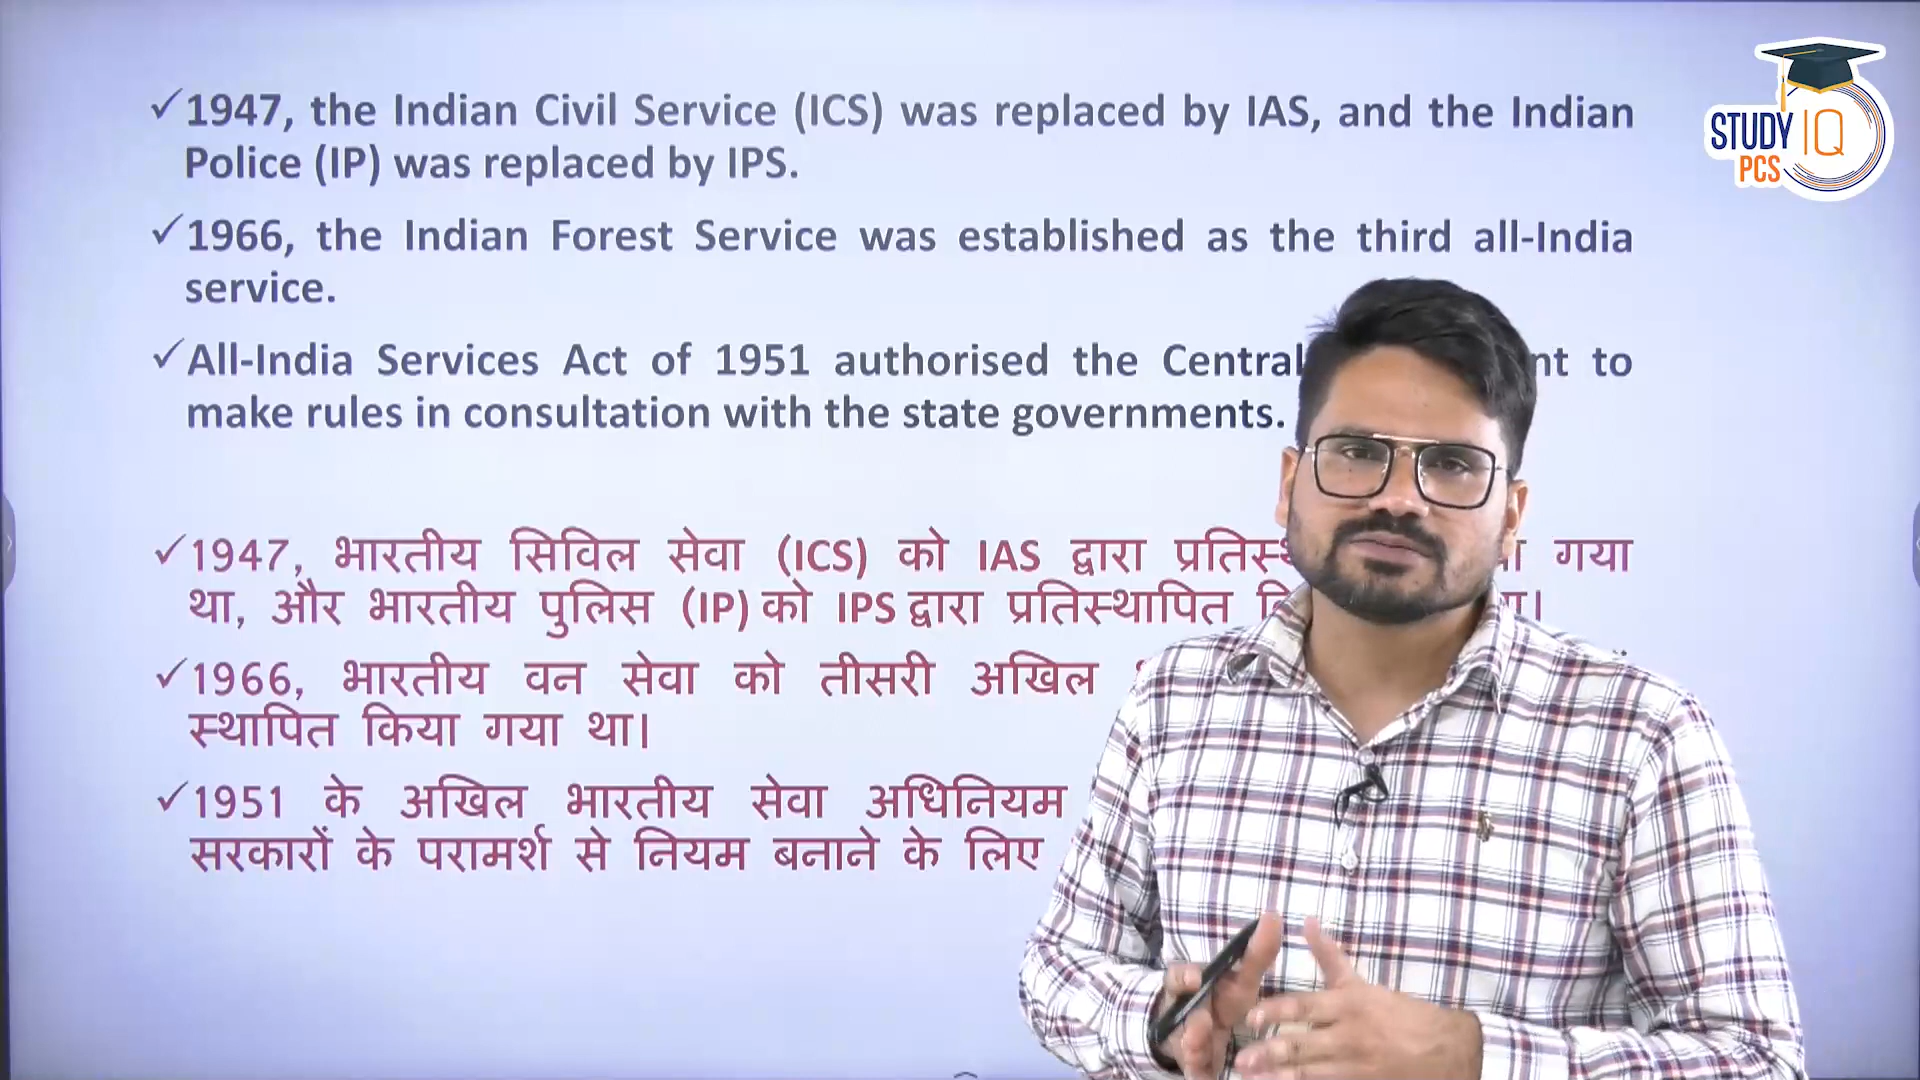 ✓1947, the Indian Civil Service (ICS) was replaced by IAS, and the Indian
Police (IP) was replaced by IPS.
✓1966, the Indian Forest Service was established as the third all-India
service.
✓All-India Services Act of 1951 authorised the Central to
make rules in consultation with the state governments.
✓1947, भारतीय सिविल सेवा (ICS) को IAS द्वारा गया
था, और भारतीय पुलिस (IP) को IPS द्वारा प्रतिस्थापित
✓1966, भारतीय वन सेवा को तीसरी अखिल
स्थापित किया गया था।
✓1951 के अखिल भारतीय सेवा अधिनियम
सरकारों के परामर्श से नियम बनाने के लिए
STUDY IQ
PCS